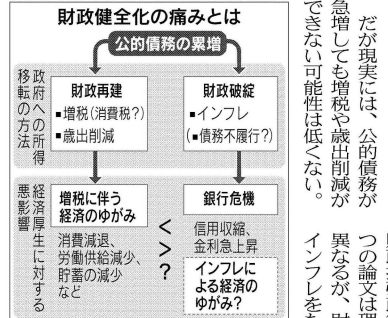 財政健全化の痛みとは
公的債務の累増
政府への所得
移転の方法
財政再建
■増税(消費税?)
■歳出削減
財政破綻
■インフレ
(■債務不履行?)
経済厚生に対する
悪影響
増税に伴う
経済のゆがみ
消費減退、
労働供給減少、
貯蓄の減少
など
<
>
?
銀行危機
信用収縮、
金利急上昇
インフレに
よる経済の
ゆがみ?
だが現実には、公的債務が
急増しても増税や歳出削減が
できない可能性は低くない。
つの論文は
異なるが、財
インフレをた